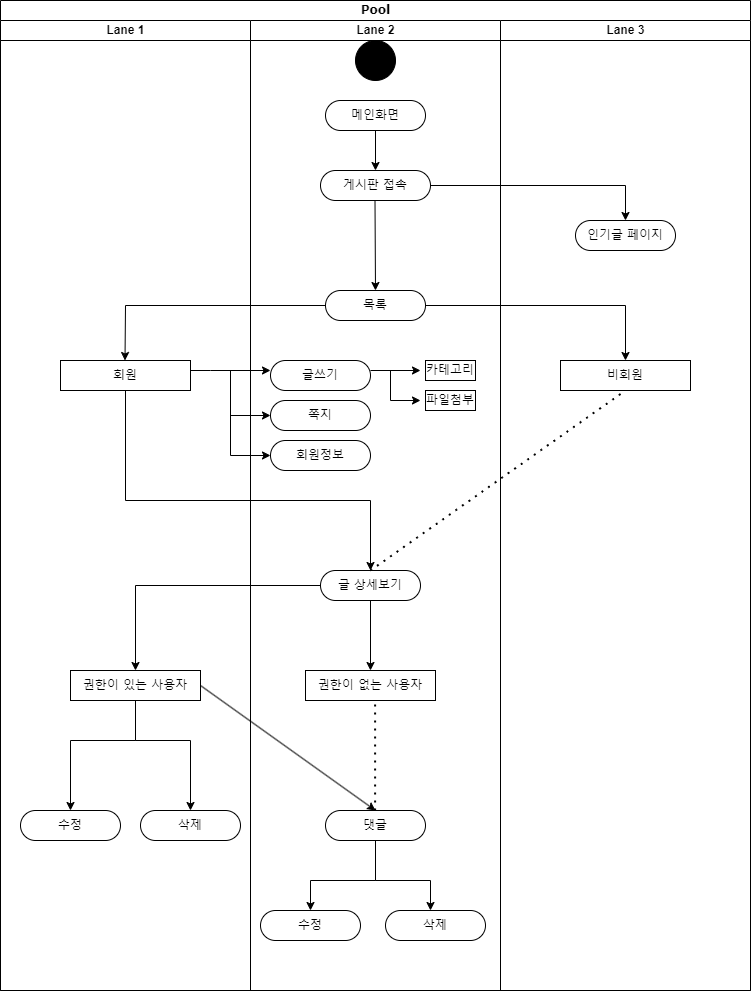 Pool
Lane 1
Lane 2
Lane 3
메인화면
게시판 접속
인기글 페이지
목록
회원
글쓰기
카테고리
비회원
파일첨부
쪽지
회원정보
글 상세보기
권한이 있는 사용자
권한이 없는 사용자
수정
삭제
댓글
수정
삭제